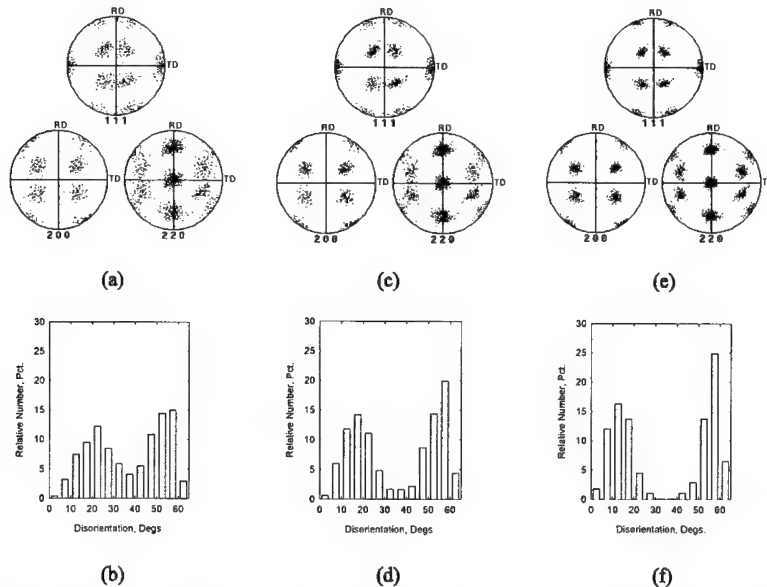 RD
TD
111
RD
RD
TD
200
220
RD
TD
111
RD
RD
TD
200
220
RD
TD
111
RD
RD
TD
200
220
(a)
(c)
(e)
30
25
20
15
10
5
0
Relative Number, Pct.
0 10 20 30 40 50 60
Disorientation, Degs
30
25
20
15
10
5
0
Relative Number, Pct.
0 10 20 30 40 50 60
Disorientation, Degs
30
25
20
15
10
5
0
Relative Number, Pct.
0 10 20 30 40 50 60
Disorientation, Degs.
(b)
(d)
(f)